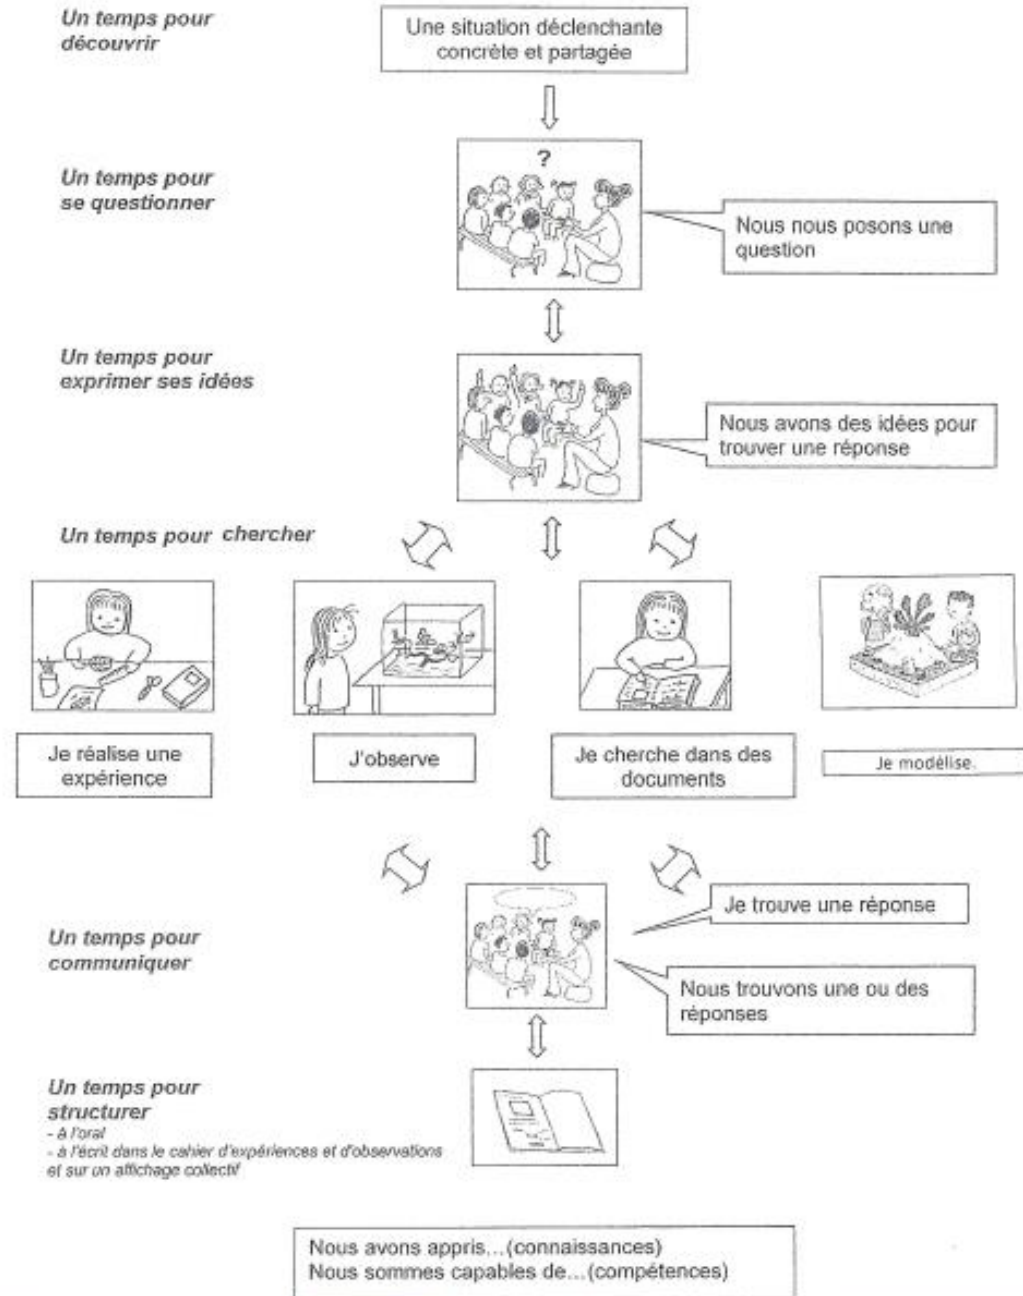 Un temps pour
découvrir
Une situation déclenchante
concrète et partagée
Un temps pour
se questionner
?
Nous nous posons une
question
Un temps pour
exprimer ses idées
Nous avons des idées pour
trouver une réponse
Un temps pour chercher
Je réalise une
expérience
J'observe
Je cherche dans des
documents
Je modélise.
Un temps pour
communiquer
Je trouve une réponse
Nous trouvons une ou des
réponses
Un temps pour
structurer
- à l'oral
- à l'écrit dans le cahier d'expériences et d'observations
et sur un affichage collectif
Nous avons appris...(connaissances)
Nous sommes capables de...(compétences)